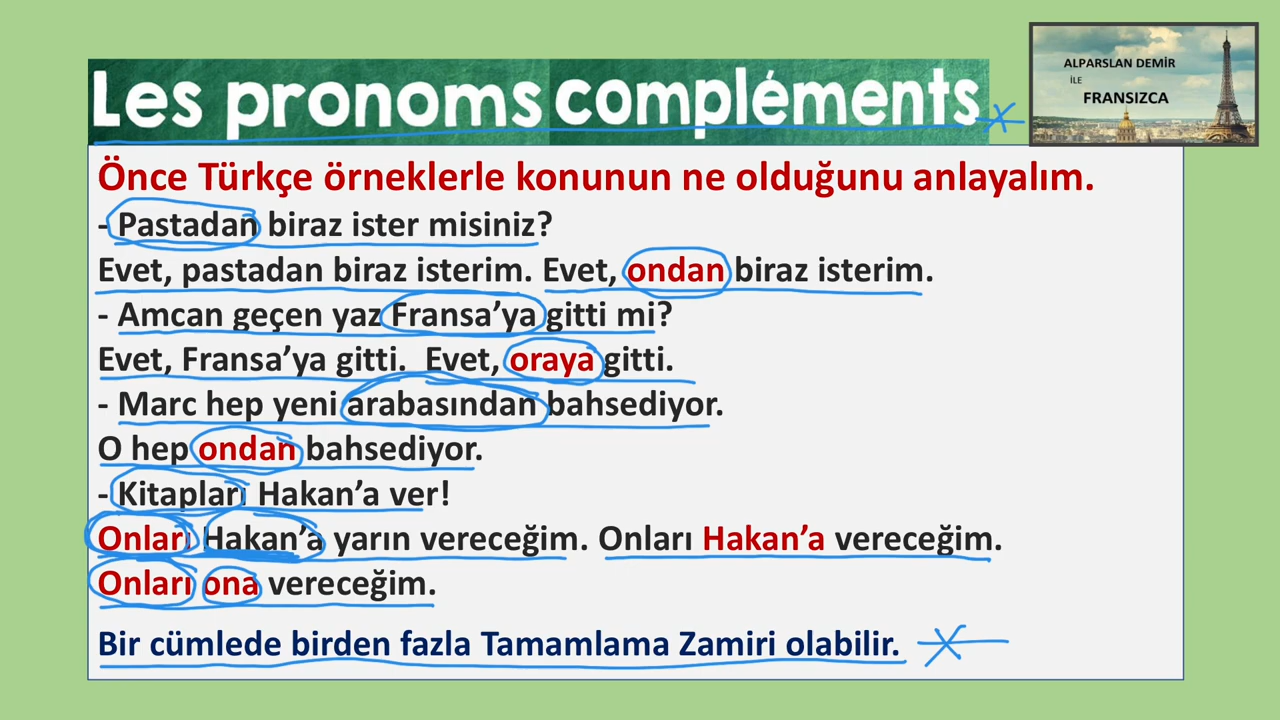 Les pronoms compléments
ALPARSLAN DEMİR
İLE
FRANSIZCA
Önce Türkçe örneklerle konunun ne olduğunu anlayalım.
- Pastadan biraz ister misiniz?
Evet, pastadan biraz isterim. Evet, ondan biraz isterim.
- Amcan geçen yaz Fransa’ya gitti mi?
Evet, Fransa’ya gitti. Evet, oraya gitti.
- Marc hep yeni arabasından bahsediyor.
O hep ondan bahsediyor.
- Kitapları Hakan’a ver!
Onları Hakan’a yarın vereceğim. Onları Hakan’a vereceğim.
Onları ona vereceğim.
Bir cümlede birden fazla Tamamlama Zamiri olabilir.